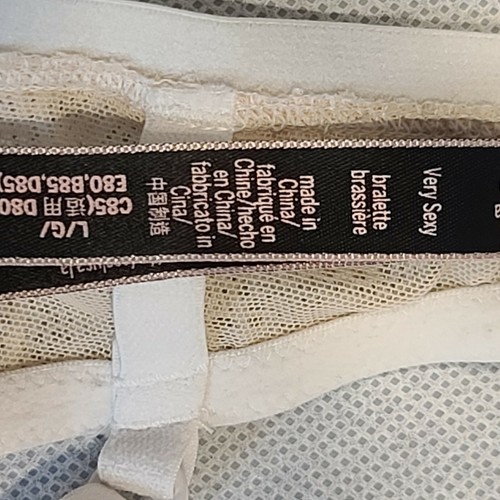 Very Sexy
bralette
brassière
made in
China/
fabriqué en
Chine/hecho
en China/
fabbricato in
Cina/
中国制造
L/G/
C85(适用 D80,
E80,B85,D85)